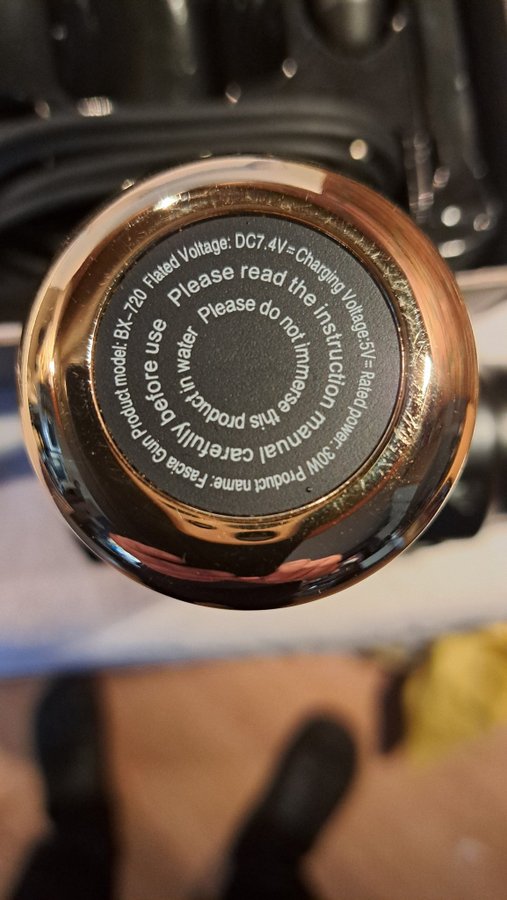 Product name: Fascia Gun Product model: BX-720 Flated Voltage: DC7.4V= Charging Voltage:5V= Rated power: 30W
Please read the instruction manual carefully before use
Please do not immerse this product in water